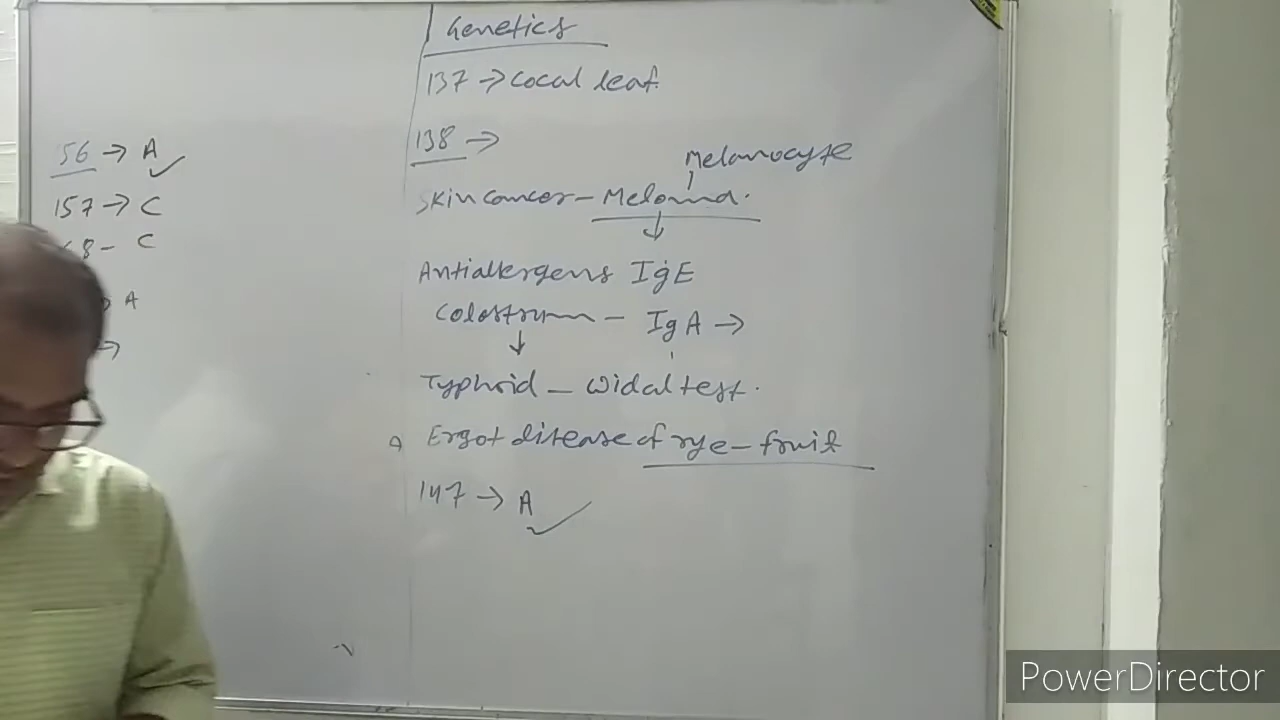 56 → A ✓
157 → C
8 - C
A
→
Genetics
137 → Cocal leaf.
138 →
Melanocyte
Skin cancer - Meloma.
Antiallergens IgE
Colostrum - IgA →
Typhoid - Widal test.
Ergot disease of rye - fruit
147 → A ✓
PowerDirector